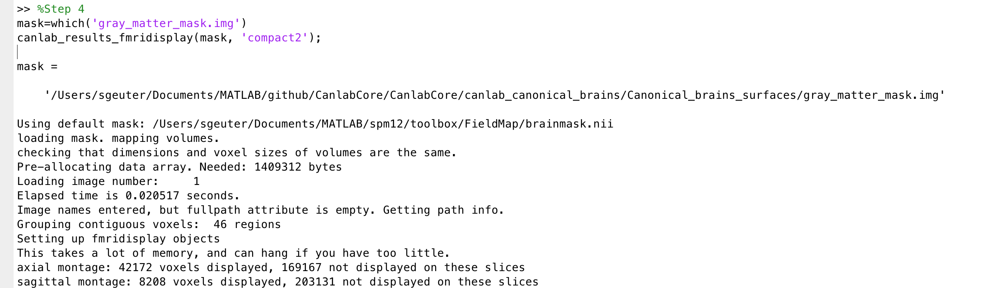 >> %Step 4
mask=which('gray_matter_mask.img')
canlab_results_fmridisplay(mask, 'compact2');
mask =
'/Users/sgeuter/Documents/MATLAB/github/CanlabCore/CanlabCore/canlab_canonical_brains/Canonical_brains_surfaces/gray_matter_mask.img'
Using default mask: /Users/sgeuter/Documents/MATLAB/spm12/toolbox/FieldMap/brainmask.nii
loading mask. mapping volumes.
checking that dimensions and voxel sizes of volumes are the same.
Pre-allocating data array. Needed: 1409312 bytes
Loading image number:     1
Elapsed time is 0.020517 seconds.
Image names entered, but fullpath attribute is empty. Getting path info.
Grouping contiguous voxels:  46 regions
Setting up fmridisplay objects
This takes a lot of memory, and can hang if you have too little.
axial montage: 42172 voxels displayed, 169167 not displayed on these slices
sagittal montage: 8208 voxels displayed, 203131 not displayed on these slices